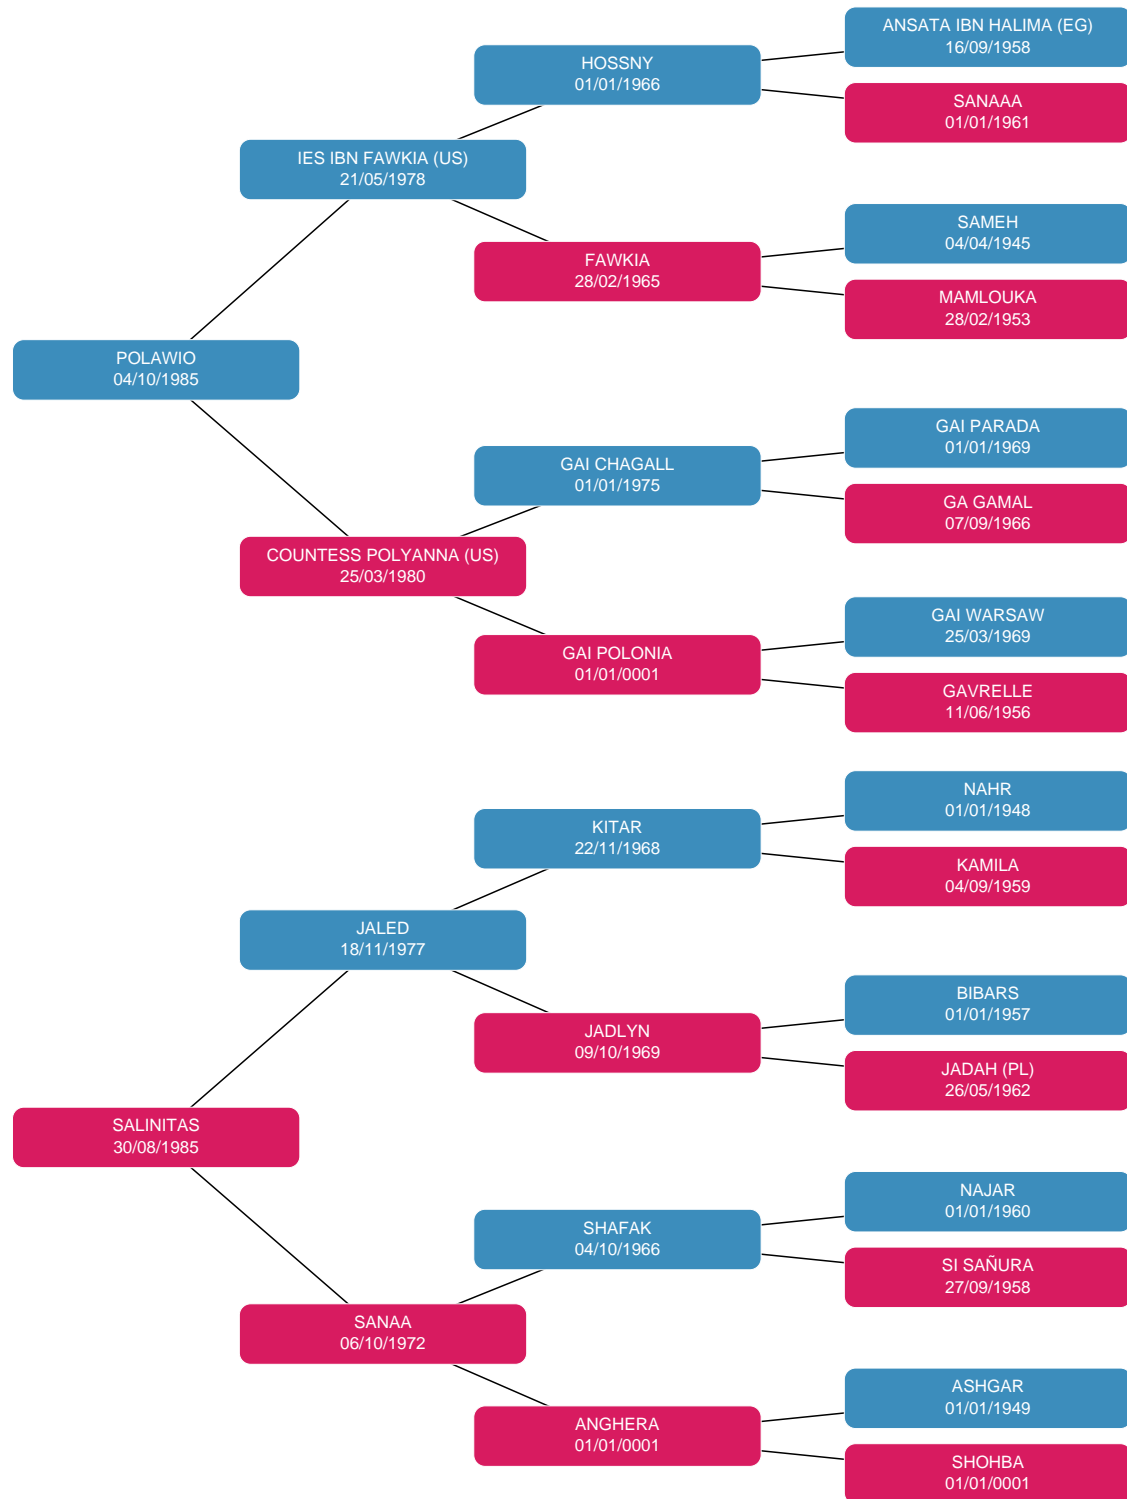 ANSATA IBN HALIMA (EG)
16/09/1958
HOSSNY
01/01/1966
SANAAA
01/01/1961
IES IBN FAWKIA (US)
21/05/1978
SAMEH
04/04/1945
FAWKIA
28/02/1965
MAMLOUKA
28/02/1953
POLAWIO
04/10/1985
GAI PARADA
01/01/1969
GAI CHAGALL
01/01/1975
GA GAMAL
07/09/1966
COUNTESS POLYANNA (US)
25/03/1980
GAI WARSAW
25/03/1969
GAI POLONIA
01/01/0001
GAVRELLE
11/06/1956
NAHR
01/01/1948
KITAR
22/11/1968
KAMILA
04/09/1959
JALED
18/11/1977
BIBARS
01/01/1957
JADLYN
09/10/1969
JADAH (PL)
26/05/1962
SALINITAS
30/08/1985
NAJAR
01/01/1960
SHAFAK
04/10/1966
SI SAÑURA
27/09/1958
SANAA
06/10/1972
ASHGAR
01/01/1949
ANGHERA
01/01/0001
SHOHBA
01/01/0001